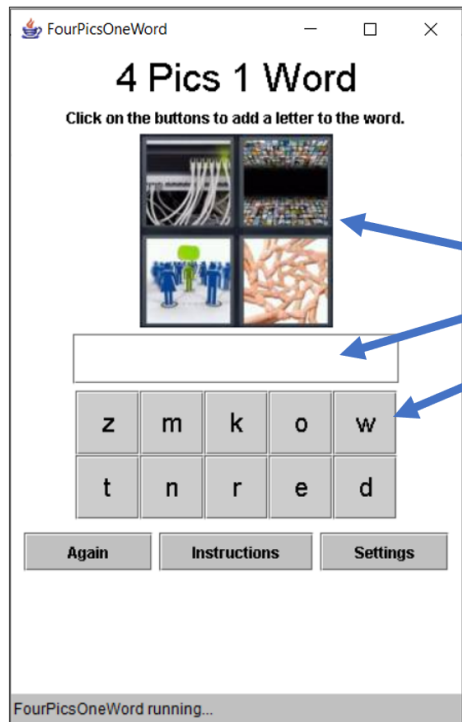 FourPicsOneWord
4 Pics 1 Word
Click on the buttons to add a letter to the word.
z m k o w
t n r e d
Again Instructions Settings
FourPicsOneWord running...